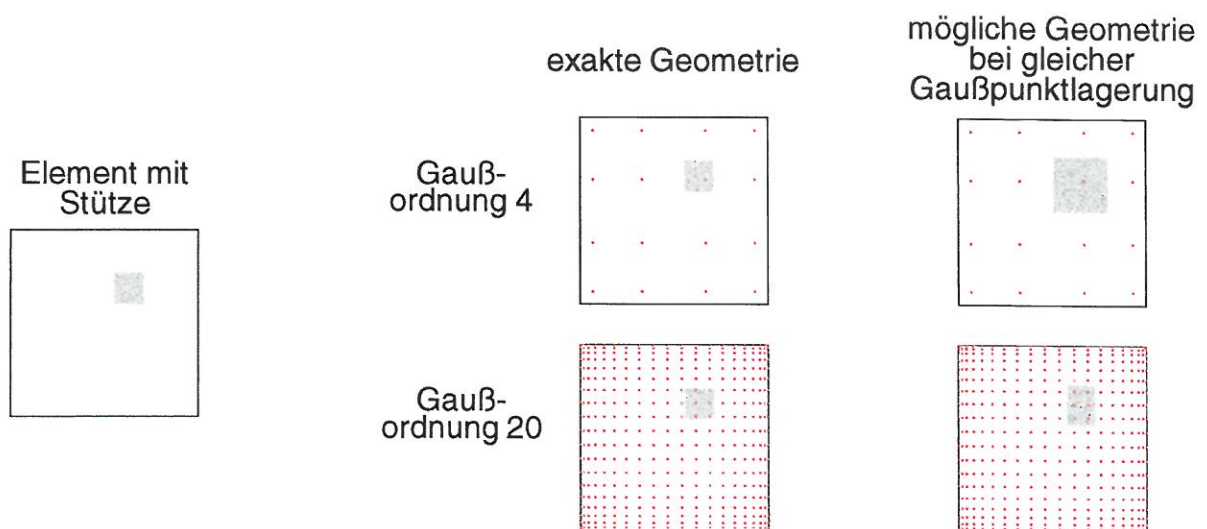 Element mit
Stütze
exakte Geometrie
mögliche Geometrie
bei gleicher
Gaußpunktlagerung
Gauß-
ordnung 4
Gauß-
ordnung 20